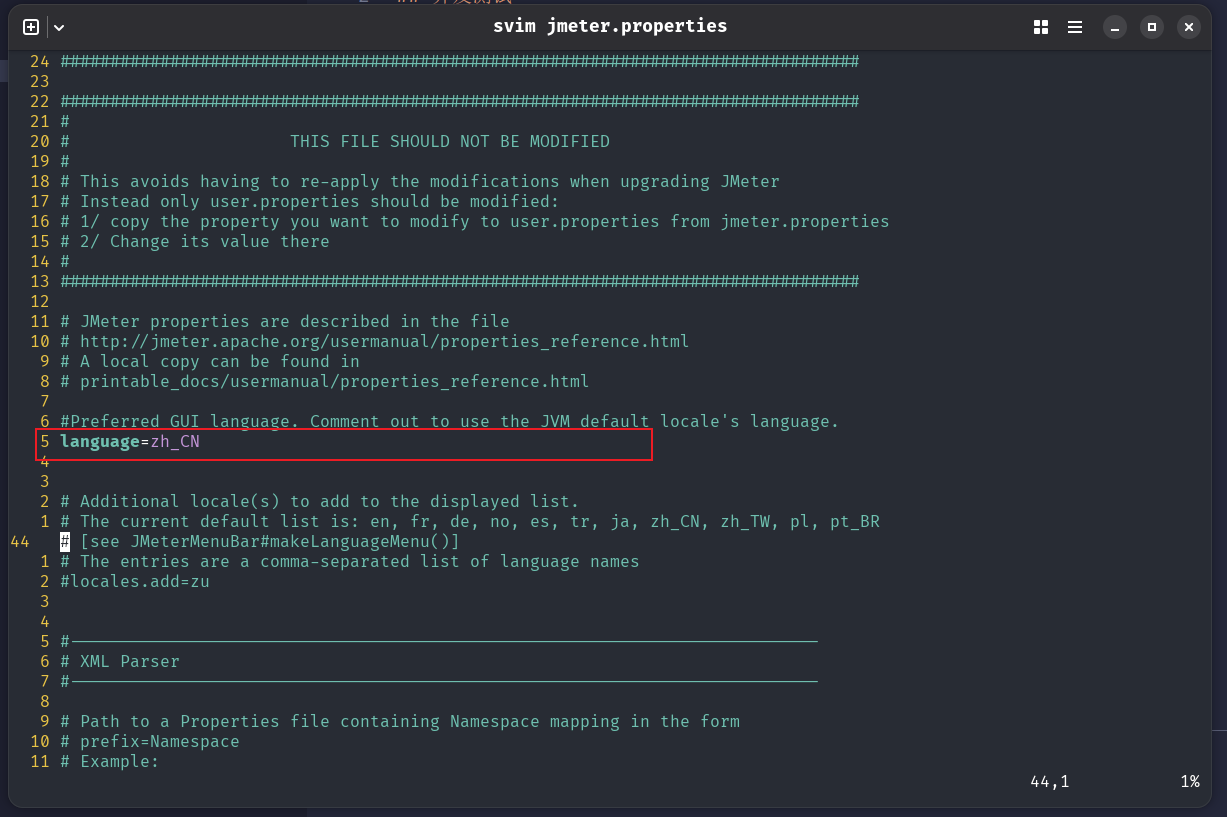 svim jmeter.properties
24 ################################################################################
23
22 ################################################################################
21 #
20 #                      THIS FILE SHOULD NOT BE MODIFIED
19 #
18 # This avoids having to re-apply the modifications when upgrading JMeter
17 # Instead only user.properties should be modified:
16 # 1/ copy the property you want to modify to user.properties from jmeter.properties
15 # 2/ Change its value there
14 #
13 ################################################################################
12
11 # JMeter properties are described in the file
10 # http://jmeter.apache.org/usermanual/properties_reference.html
9 # A local copy can be found in
8 # printable_docs/usermanual/properties_reference.html
7
6 #Preferred GUI language. Comment out to use the JVM default locale's language.
5 language=zh_CN
4
3
2 # Additional locale(s) to add to the displayed list.
1 # The current default list is: en, fr, de, no, es, tr, ja, zh_CN, zh_TW, pl, pt_BR
44 # [see JMeterMenuBar#makeLanguageMenu()]
1 # The entries are a comma-separated list of language names
2 #locales.add=zu
3
4
5 #---------------------------------------------------------------------------
6 # XML Parser
7 #---------------------------------------------------------------------------
8
9 # Path to a Properties file containing Namespace mapping in the form
10 # prefix=Namespace
11 # Example:
44,1 1%